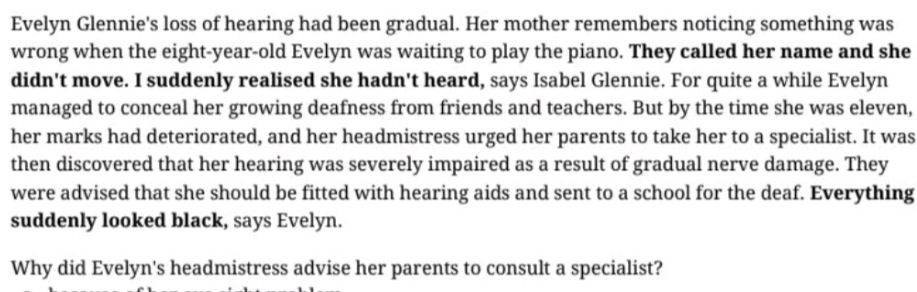 Evelyn Glennie's loss of hearing had been gradual. Her mother remembers noticing something was
wrong when the eight-year-old Evelyn was waiting to play the piano. They called her name and she
didn't move. I suddenly realised she hadn't heard, says Isabel Glennie. For quite a while Evelyn
managed to conceal her growing deafness from friends and teachers. But by the time she was eleven,
her marks had deteriorated, and her headmistress urged her parents to take her to a specialist. It was
then discovered that her hearing was severely impaired as a result of gradual nerve damage. They
were advised that she should be fitted with hearing aids and sent to a school for the deaf. Everything
suddenly looked black, says Evelyn.
Why did Evelyn's headmistress advise her parents to consult a specialist?